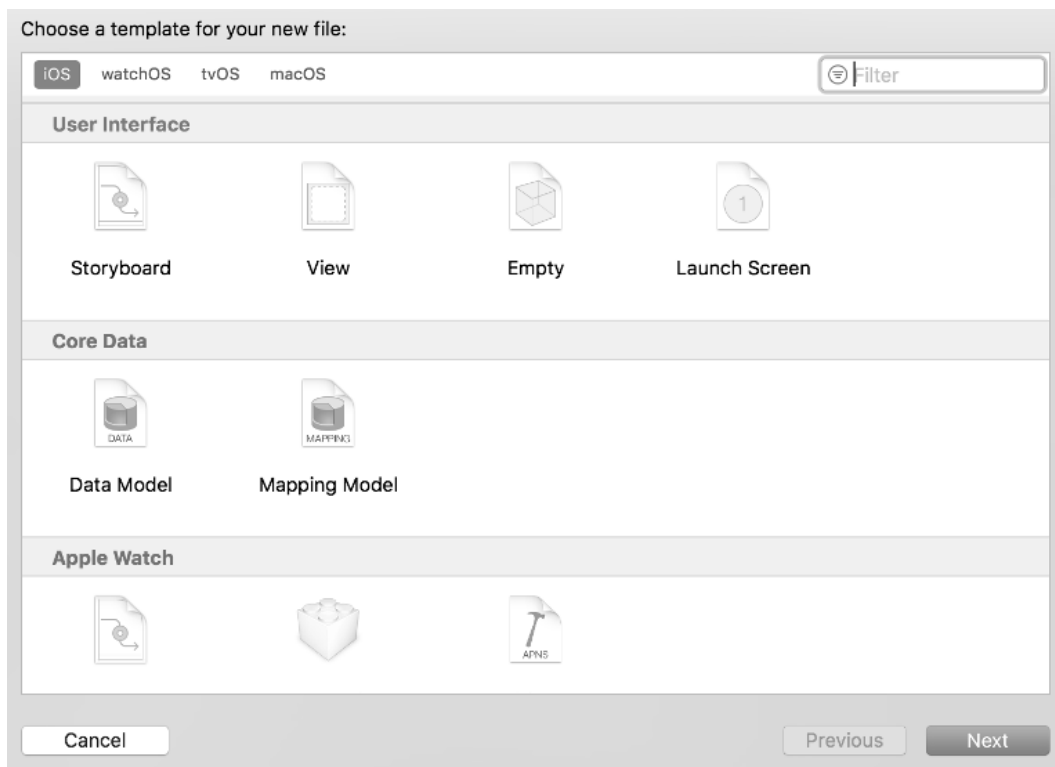 Choose a template for your new file:
iOS watchOS tvOS macOS Filter
User Interface
1
Storyboard View Empty Launch Screen
Core Data
DATA MAPPING
Data Model Mapping Model
Apple Watch
APNS
Cancel Previous Next